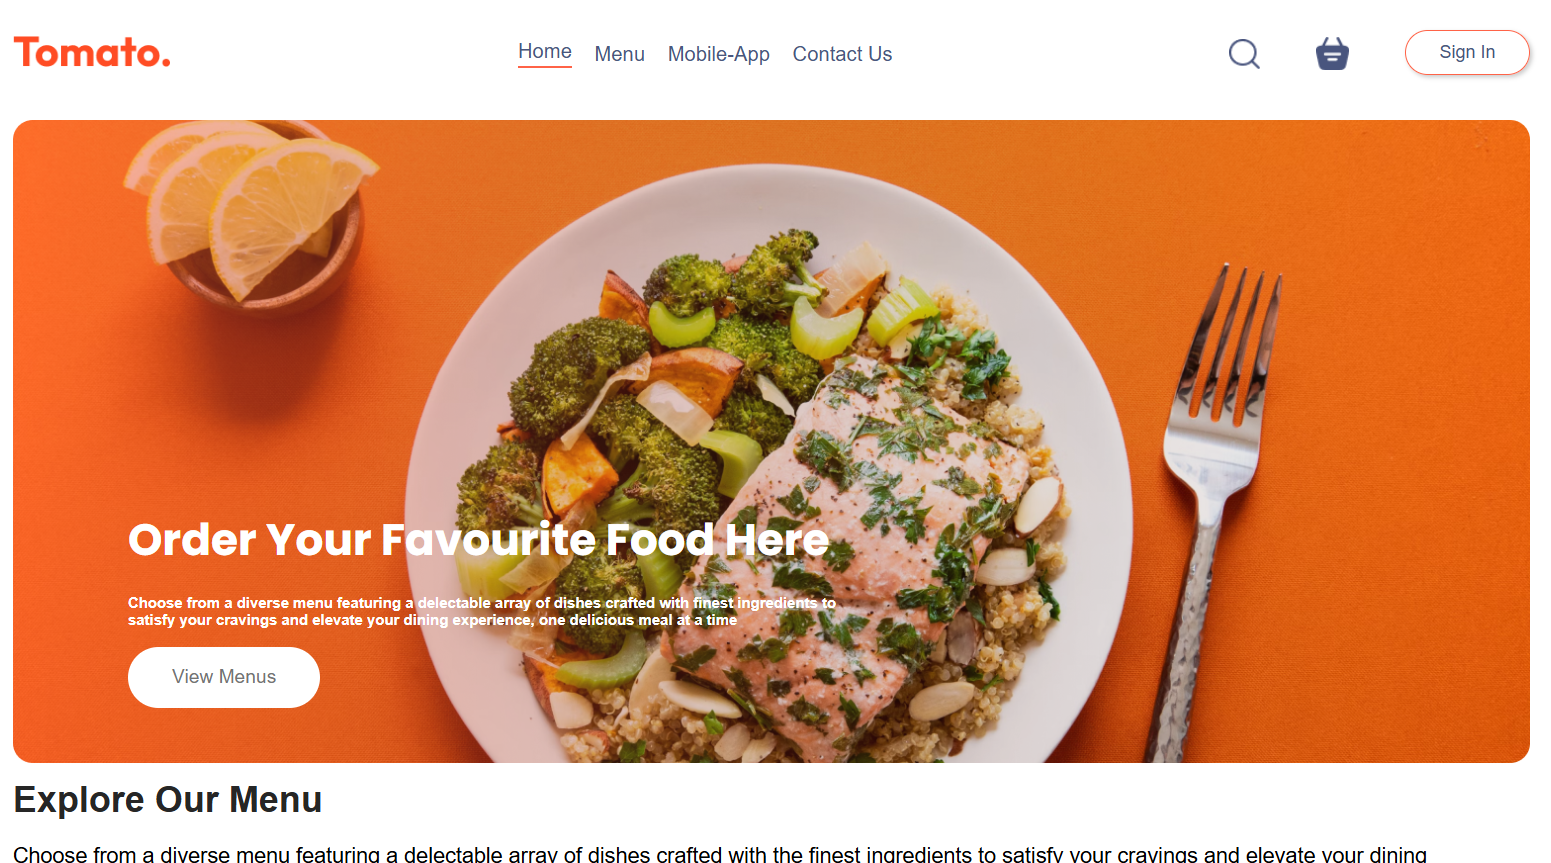 Tomato.
Home Menu Mobile-App Contact Us
Sign In
Order Your Favourite Food Here
Choose from a diverse menu featuring a delectable array of dishes crafted with finest ingredients to
satisfy your cravings and elevate your dining experience, one delicious meal at a time
View Menus
Explore Our Menu
Choose from a diverse menu featuring a delectable array of dishes crafted with the finest ingredients to satisfy your cravings and elevate your dining